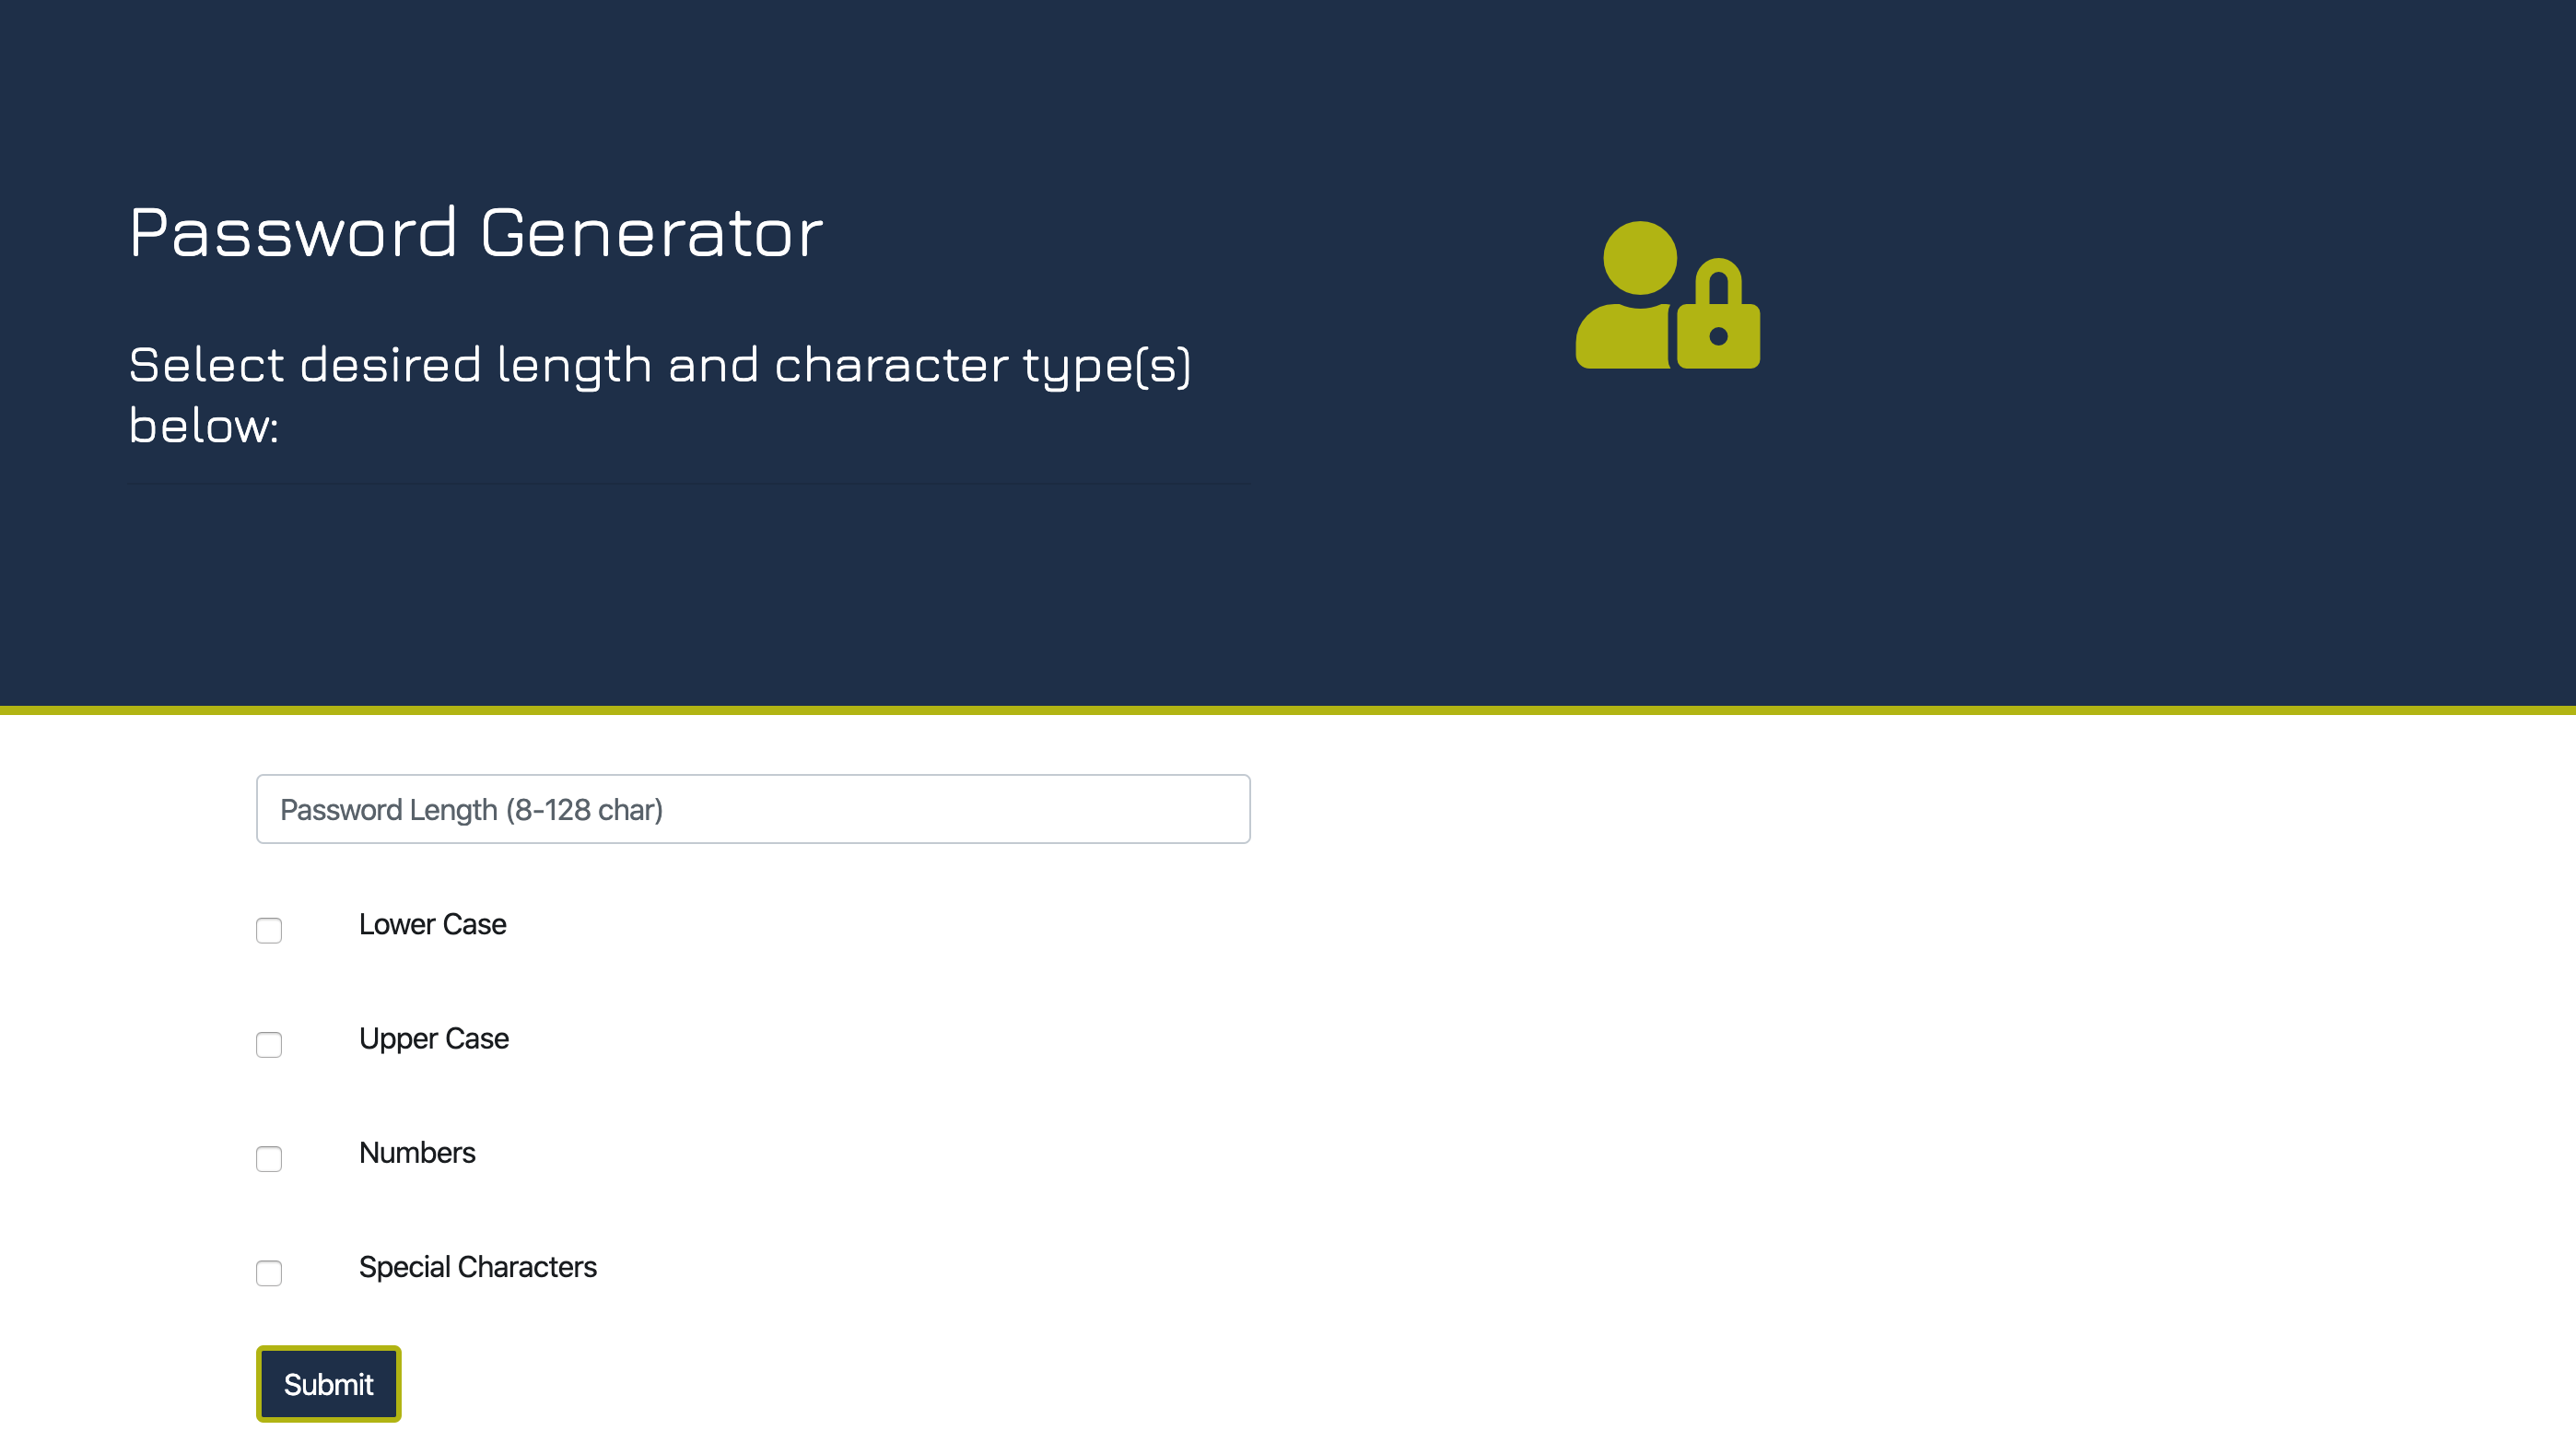 Password Generator
Select desired length and character type(s)
below:
Password Length (8-128 char)
Lower Case
Upper Case
Numbers
Special Characters
Submit